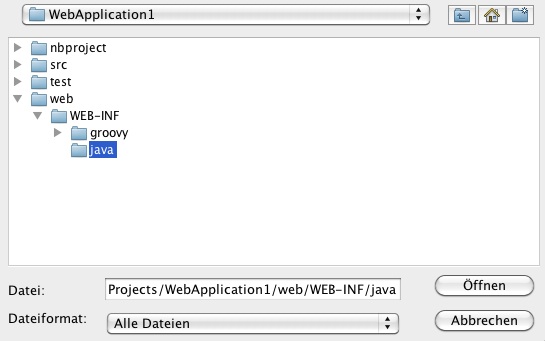 WebApplication1
nbproject
src
test
web
WEB-INF
groovy
java
Datei: Projects/WebApplication1/web/WEB-INF/java Öffnen
Dateiformat: Alle Dateien Abbrechen